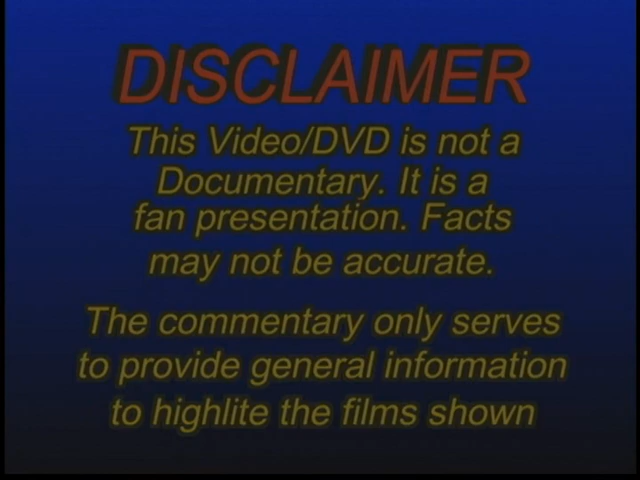 DISCLAIMER
This Video/DVD is not a
Documentary. It is a
fan presentation. Facts
may not be accurate.
The commentary only serves
to provide general information
to highlite the films shown